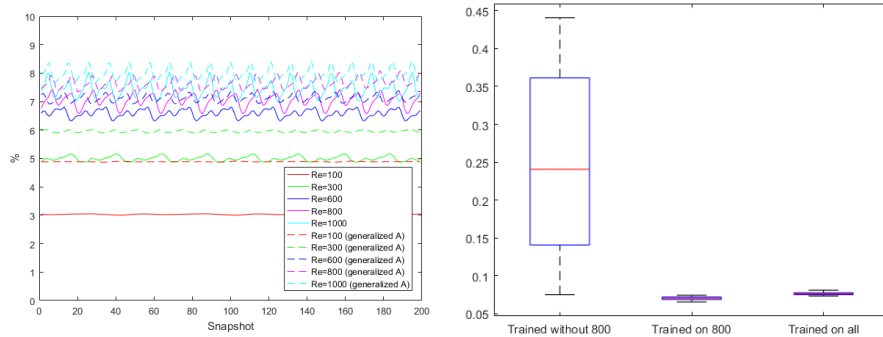 10
9
8
7
6
5
4
3
2
1
0
%
0 20 40 60 80 100 120 140 160 180 200
Snapshot
Re=100
Re=300
Re=600
Re=800
Re=1000
Re=100 (generalized A)
Re=300 (generalized A)
Re=600 (generalized A)
Re=800 (generalized A)
Re=1000 (generalized A)
0.45
0.4
0.35
0.3
0.25
0.2
0.15
0.1
0.05
Trained without 800 Trained on 800 Trained on all